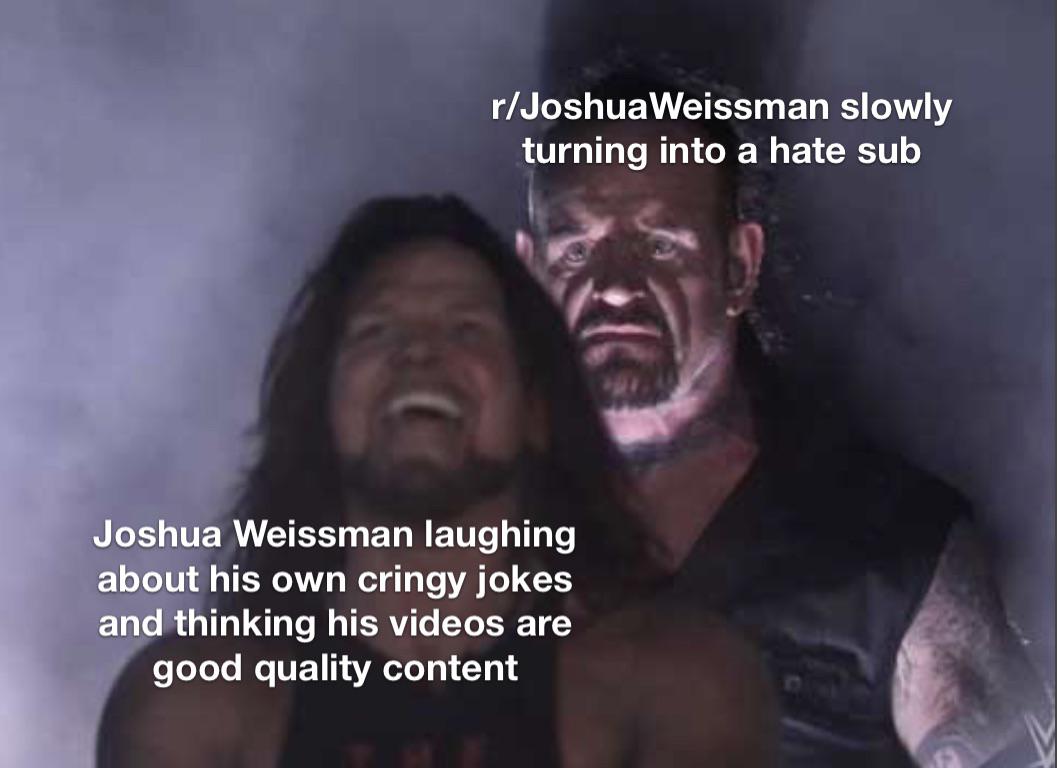 r/JoshuaWeissman slowly
turning into a hate sub
Joshua Weissman laughing
about his own cringy jokes
and thinking his videos are
good quality content
THE